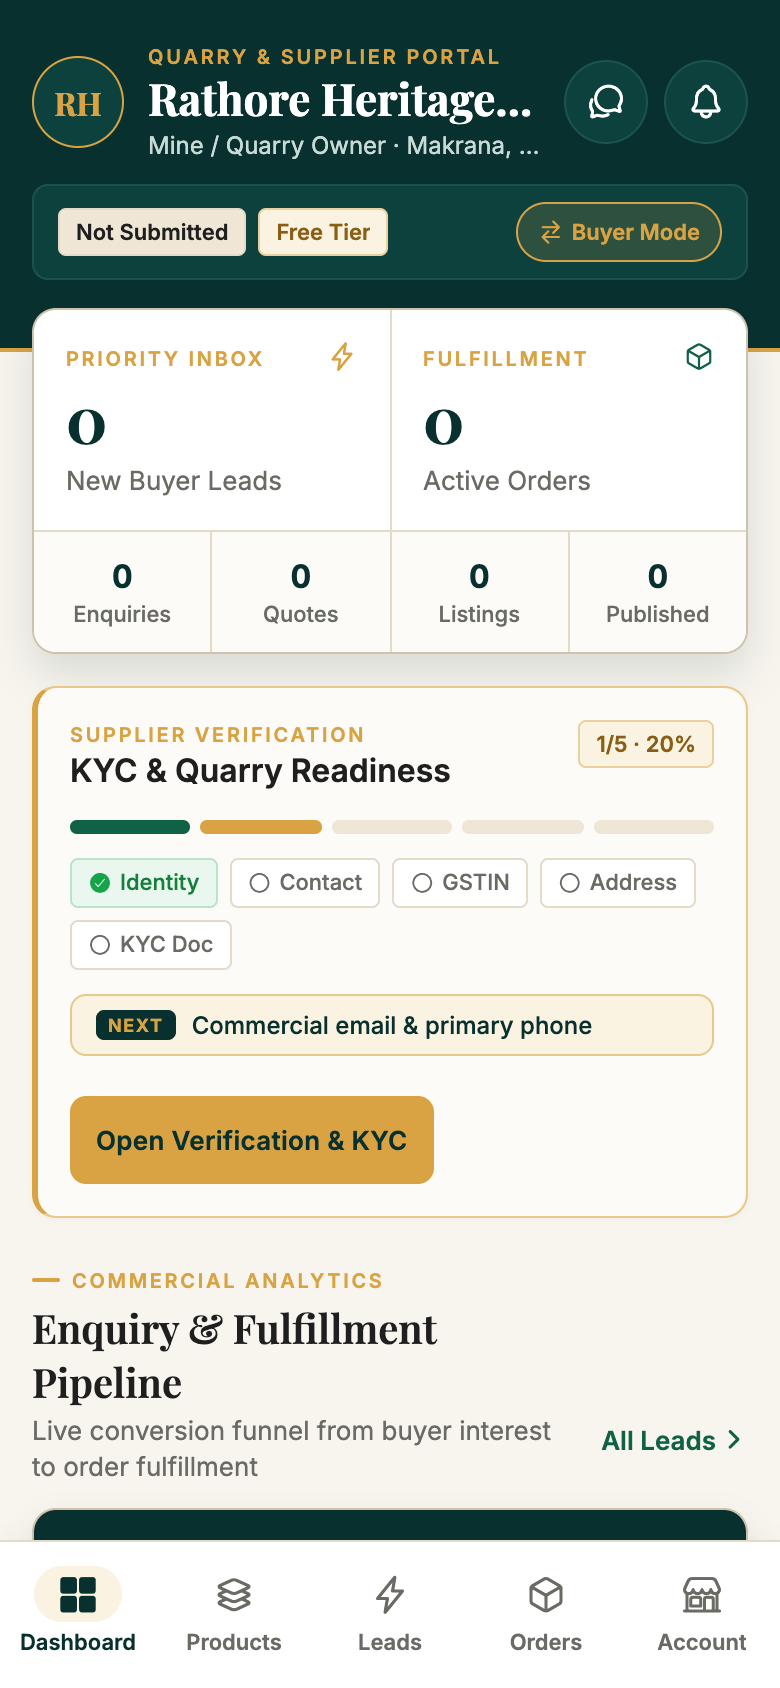 RH
QUARRY & SUPPLIER PORTAL
Rathore Heritage...
Mine / Quarry Owner · Makrana, ...
Not Submitted
Free Tier
Buyer Mode
PRIORITY INBOX
0
New Buyer Leads
FULFILLMENT
0
Active Orders
0
Enquiries
0
Quotes
0
Listings
0
Published
SUPPLIER VERIFICATION
KYC & Quarry Readiness
1/5 · 20%
Identity
Contact
GSTIN
Address
KYC Doc
NEXT
Commercial email & primary phone
Open Verification & KYC
COMMERCIAL ANALYTICS
Enquiry & Fulfillment
Pipeline
Live conversion funnel from buyer interest
to order fulfillment
All Leads
Dashboard
Products
Leads
Orders
Account